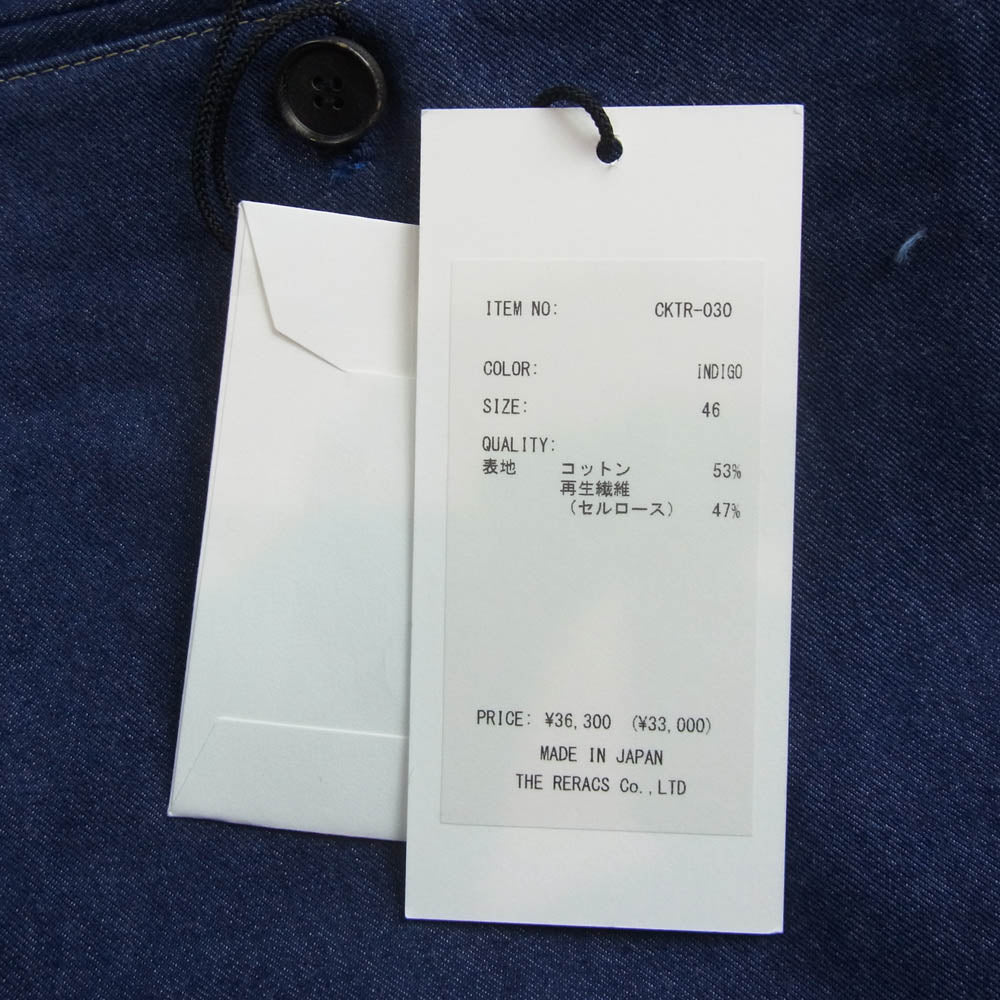 ITEM NO: CKTR-030
COLOR: iNDIGO
SIZE: 46
QUALITY:
表地 コットン 53%
再生繊維
(セルロース) 47%
PRICE: ¥36,300 (¥33,000)
MADE IN JAPAN
THE RERACS Co.,LTD